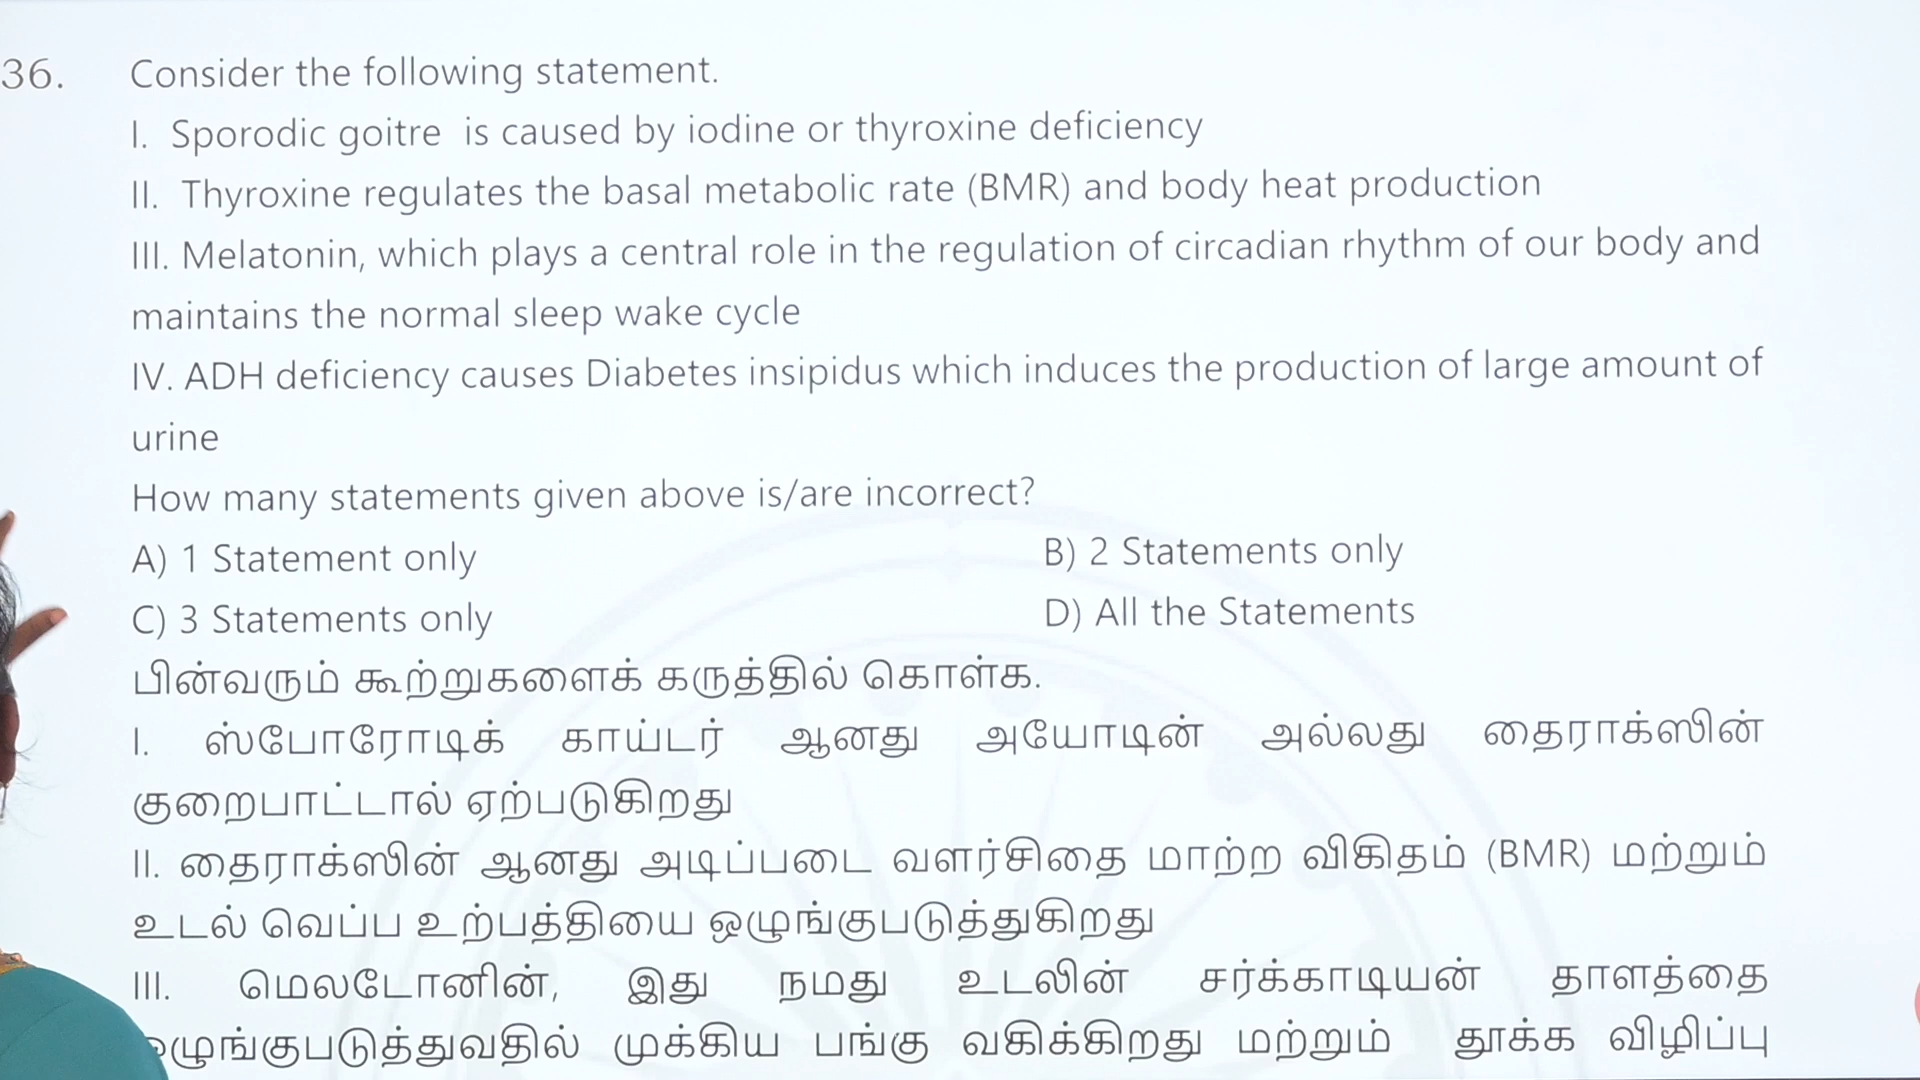 36. Consider the following statement.
I. Sporodic goitre is caused by iodine or thyroxine deficiency
II. Thyroxine regulates the basal metabolic rate (BMR) and body heat production
III. Melatonin, which plays a central role in the regulation of circadian rhythm of our body and
maintains the normal sleep wake cycle
IV. ADH deficiency causes Diabetes insipidus which induces the production of large amount of
urine
How many statements given above is/are incorrect?
A) 1 Statement only B) 2 Statements only
C) 3 Statements only D) All the Statements
பின்வரும் கூற்றுகளைக் கருத்தில் கொள்க.
I. ஸ்போரோடிக் காய்டர் ஆனது அயோடின் அல்லது தைராக்ஸின்
குறைபாட்டால் ஏற்படுகிறது
II. தைராக்ஸின் ஆனது அடிப்படை வளர்சிதை மாற்ற விகிதம் (BMR) மற்றும்
உடல் வெப்ப உற்பத்தியை ஒழுங்குபடுத்துகிறது
III. மெலடோனின், இது நமது உடலின் சர்க்காடியன் தாளத்தை
ஒழுங்குபடுத்துவதில் முக்கிய பங்கு வகிக்கிறது மற்றும் தூக்க விழிப்பு